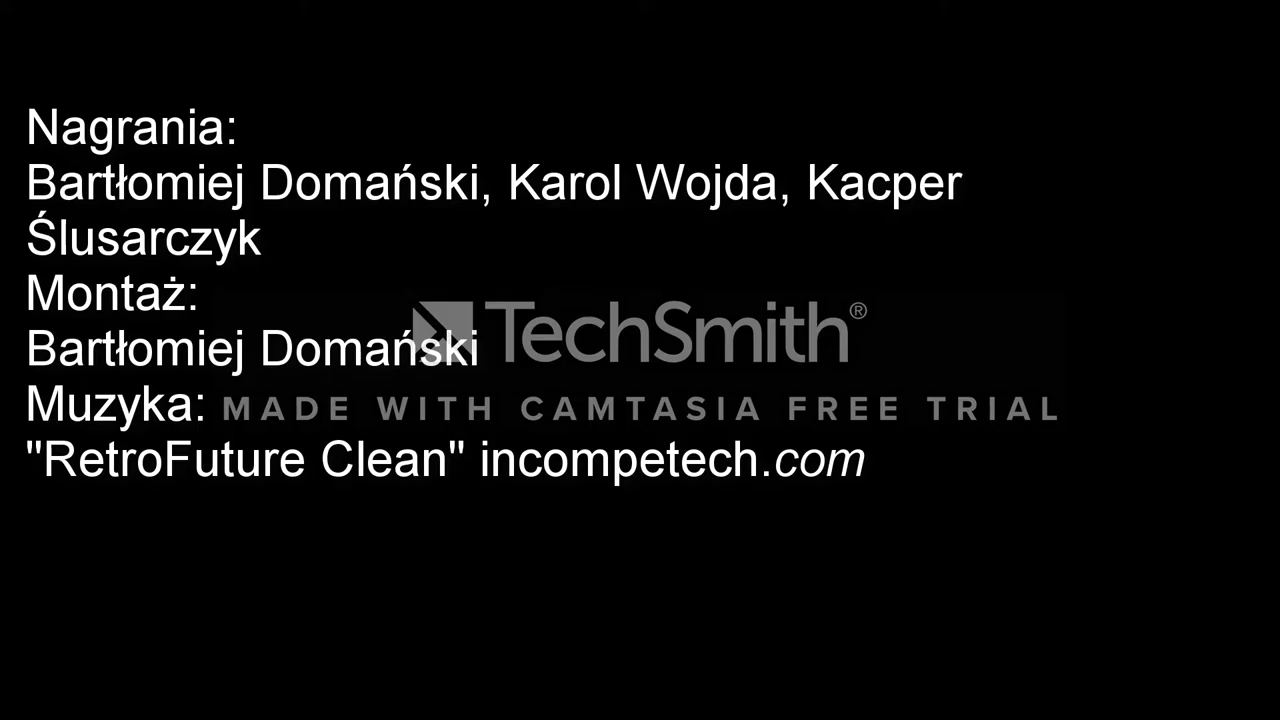 Nagrania:
Bartłomiej Domański, Karol Wojda, Kacper
Ślusarczyk
Montaż:
Bartłomiej Domański
TechSmith®
Muzyka:
MADE WITH CAMTASIA FREE TRIAL
"RetroFuture Clean" incompetech.com